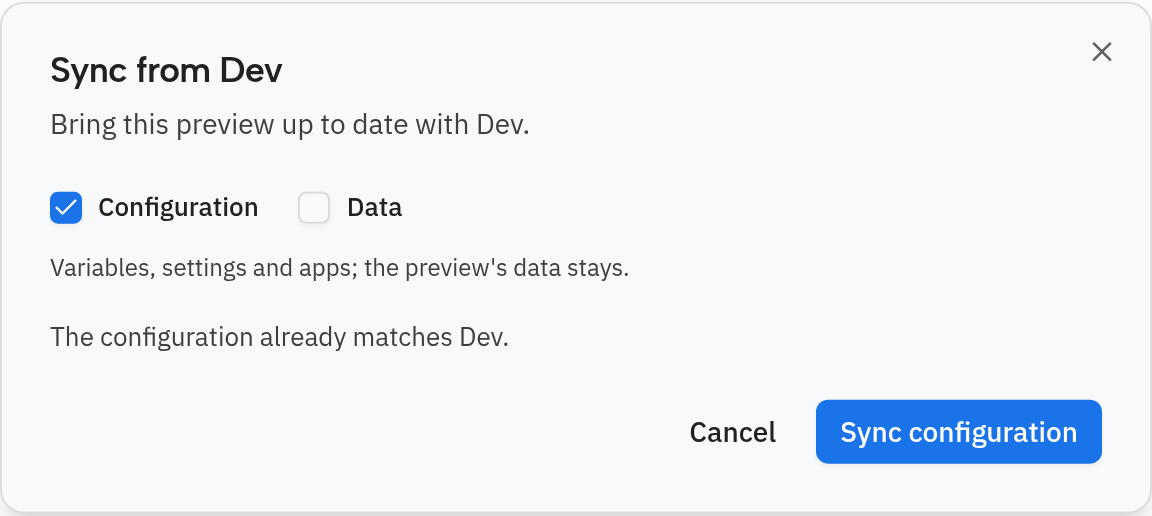 Sync from Dev
Bring this preview up to date with Dev.
Configuration Data
Variables, settings and apps; the preview's data stays.
The configuration already matches Dev.
Cancel Sync configuration